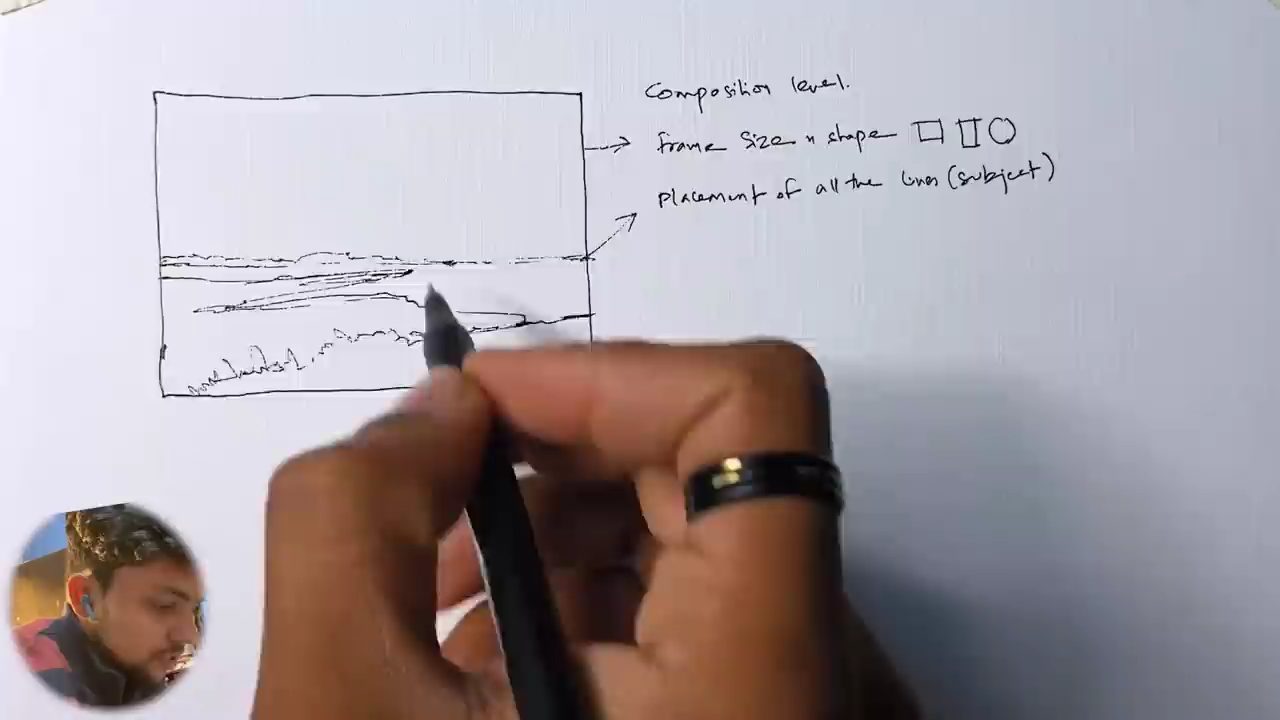 Composition level.
frame size n shape
placement of all the lines (subject)